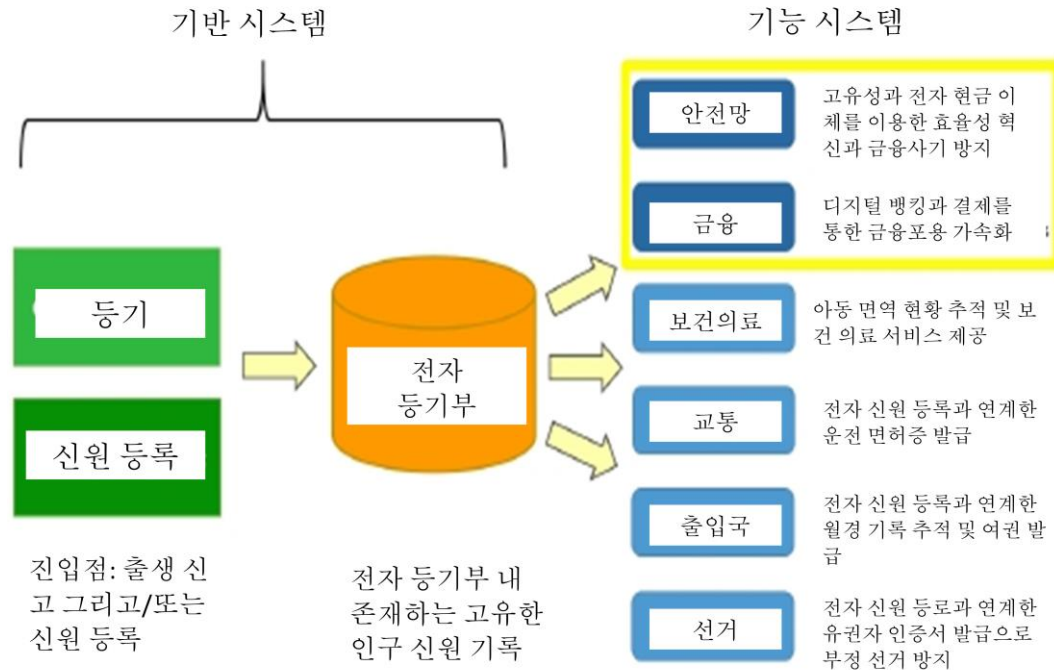 기반 시스템
기능 시스템
등기
신원 등록
진입점: 출생 신
고 그리고/또는
신원 등록
전자
등기부
전자 등기부 내
존재하는 고유한
인구 신원 기록
안전망
고유성과 전자 현금 이
체를 이용한 효율성 혁
신과 금융사기 방지
금융
디지털 뱅킹과 결제를
통한 금융포용 가속화
보건의료
아동 면역 현황 추적 및 보
건 의료 서비스 제공
교통
전자 신원 등록과 연계한
운전 면허증 발급
출입국
전자 신원 등록과 연계한
월경 기록 추적 및 여권 발
급
선거
전자 신원 등로과 연계한
유권자 인증서 발급으로
부정 선거 방지